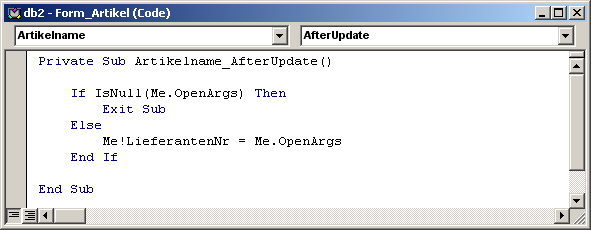 db2 - Form_Artikel (Code)
Artikelname AfterUpdate
Private Sub Artikelname_AfterUpdate()
If IsNull(Me.OpenArgs) Then
Exit Sub
Else
Me!LieferantenNr = Me.OpenArgs
End If
End Sub